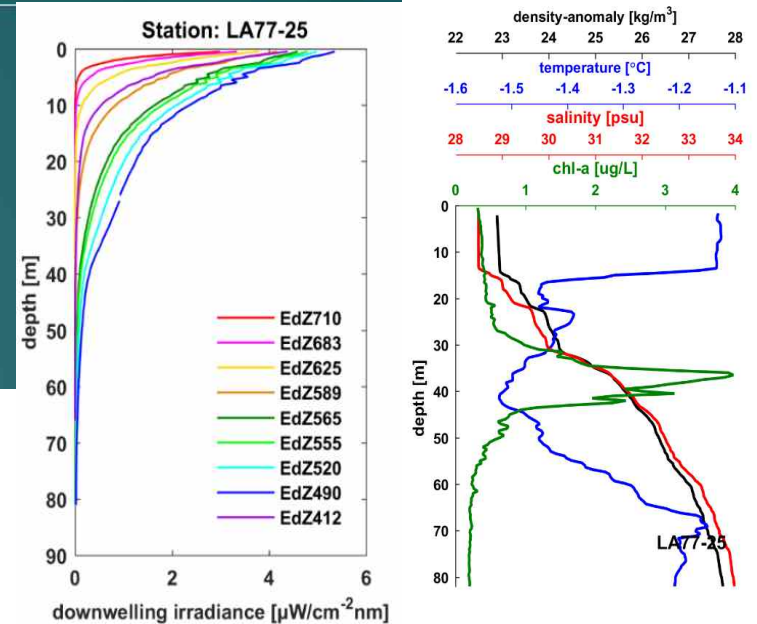 Station: LA77-25
0
10
20
30
40
50
60
70
80
90
0 2 4 6
depth [m]
downwelling irradiance [µW/cm⁻²nm]
EdZ710
EdZ683
EdZ625
EdZ589
EdZ565
EdZ555
EdZ520
EdZ490
EdZ412
density-anomaly [kg/m³]
22 23 24 25 26 27 28
temperature [°C]
-1.6 -1.5 -1.4 -1.3 -1.2 -1.1
salinity [psu]
28 29 30 31 32 33 34
chl-a [ug/L]
0 1 2 3 4
0
10
20
30
40
50
60
70
80
depth [m]
LA77-25